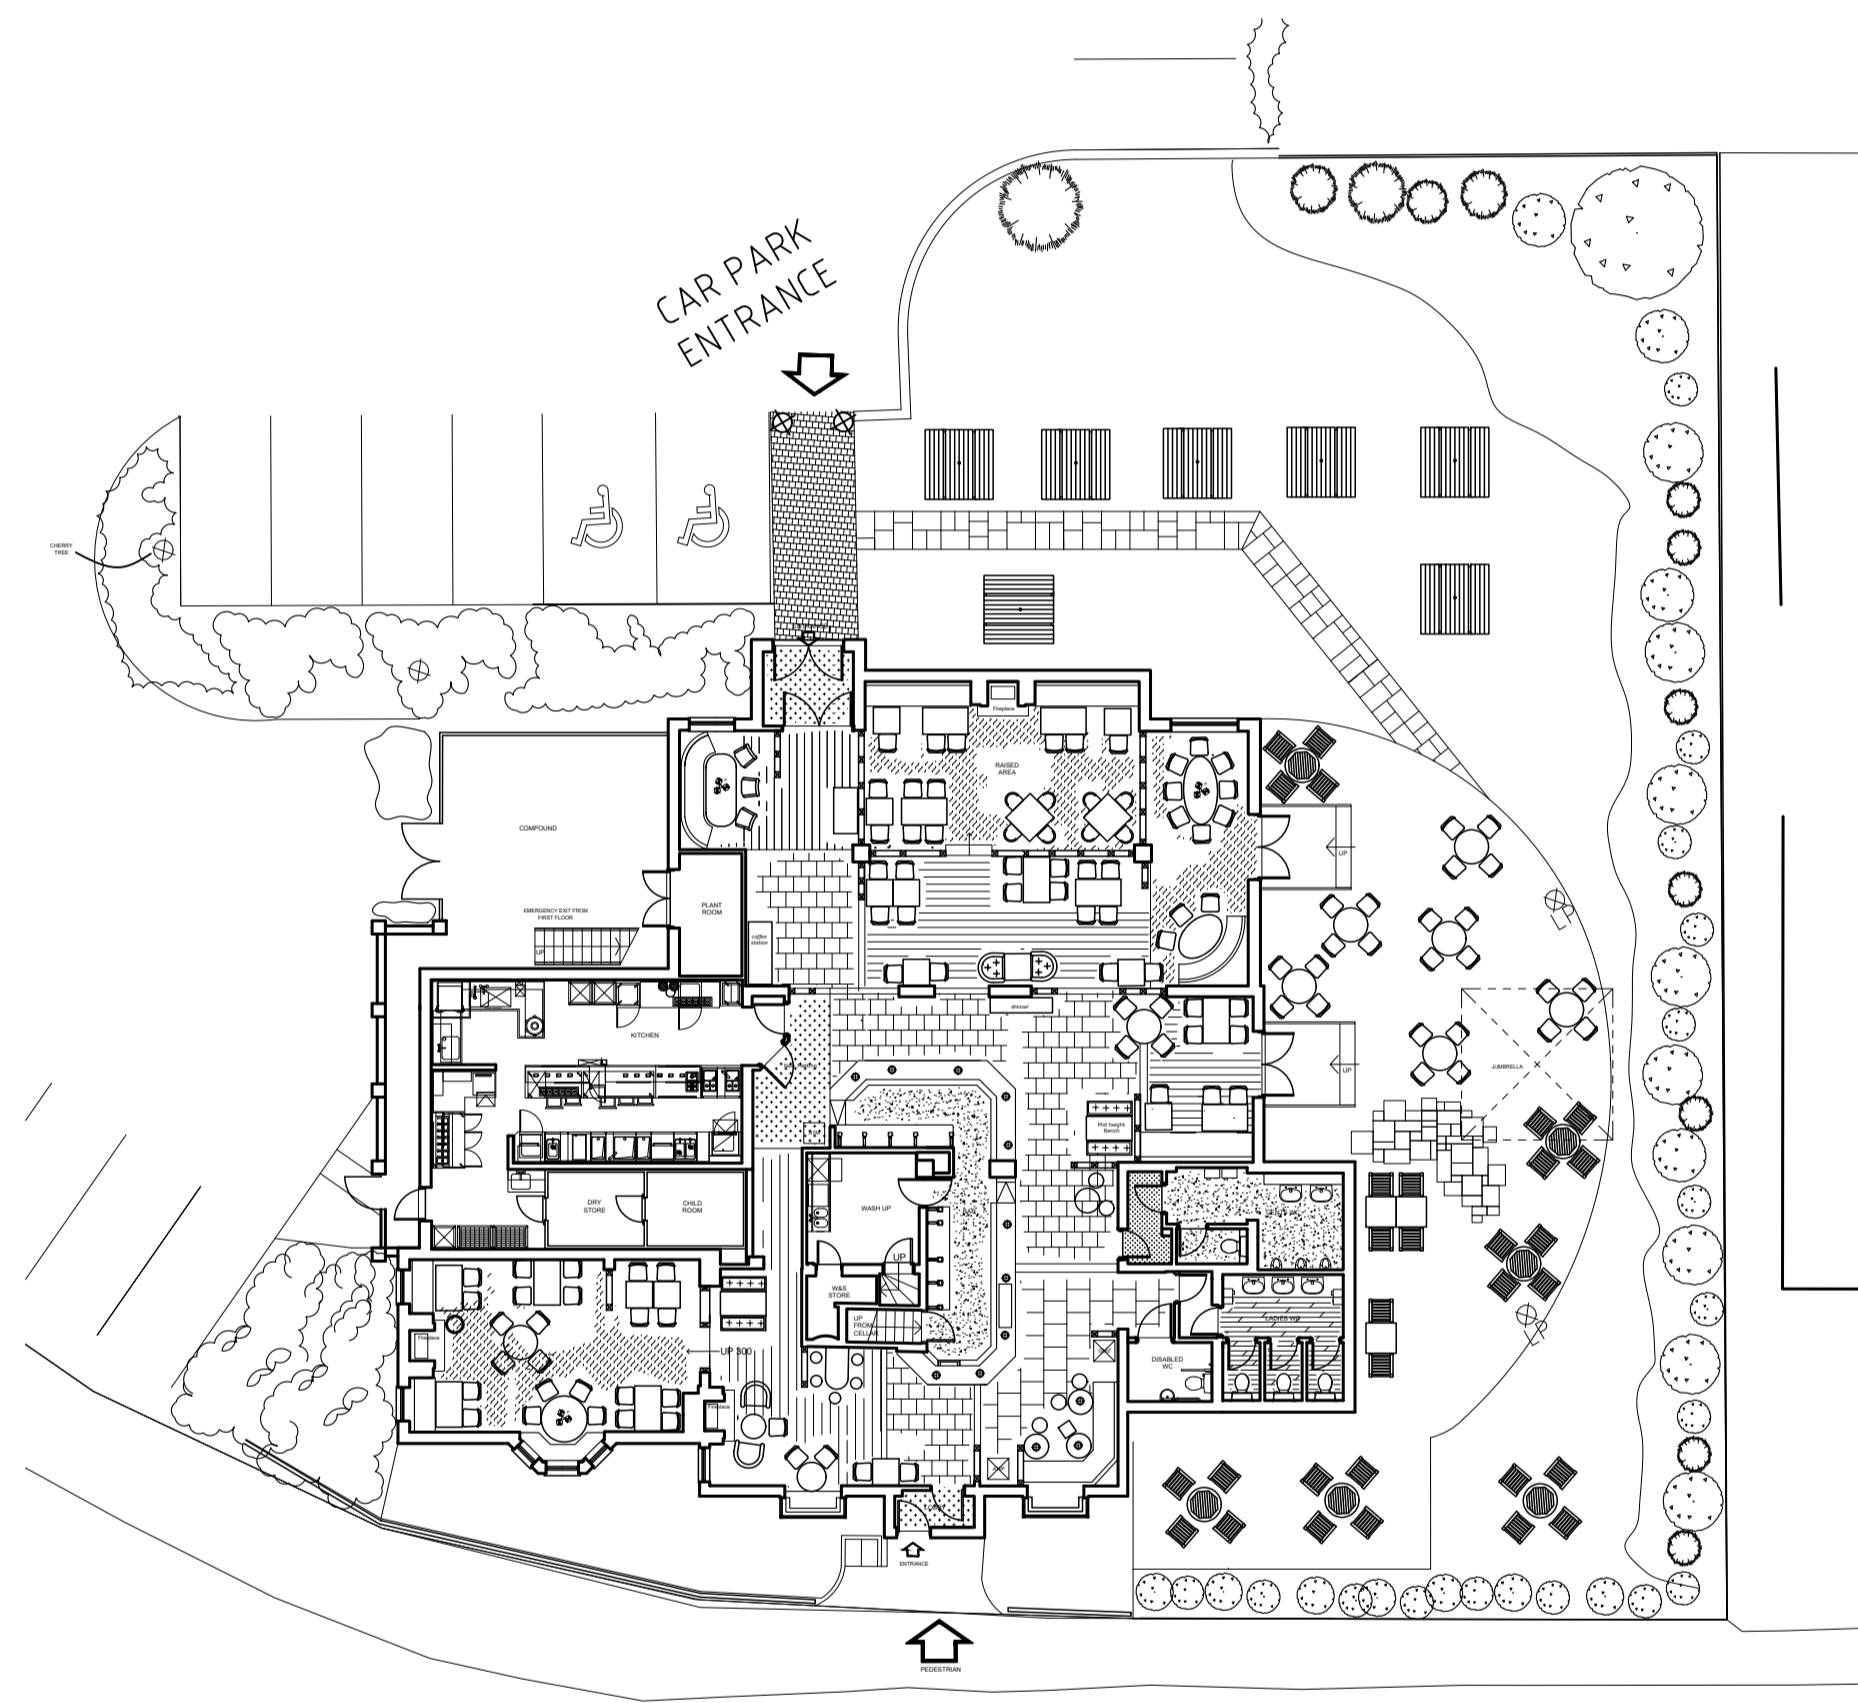 CAR PARK
ENTRANCE
CHERRY
TREE
Fireplace
RAISED
AREA
COMPOUND
UP
EMERGENCY EXIT FROM
FIRST FLOOR
UP
PLANT
ROOM
coffee
station
dresser
KITCHEN
UP
JUMBRELLA
Mid height
Bench
DRY
STORE
CHILD
ROOM
WASH UP
BAR
UP
W&S
STORE
UP
FROM
CELLAR
LADIES WC
Fireplace
UP 300
DISABLED
WC
Fireplace
ENTRANCE
PEDESTRIAN